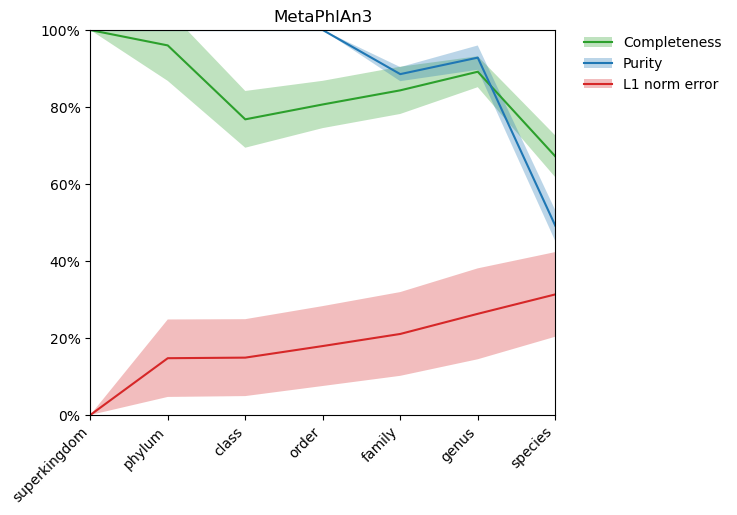 MetaPhlAn3
100%
80%
60%
40%
20%
0%
superkingdom
phylum
class
order
family
genus
species
Completeness
Purity
L1 norm error